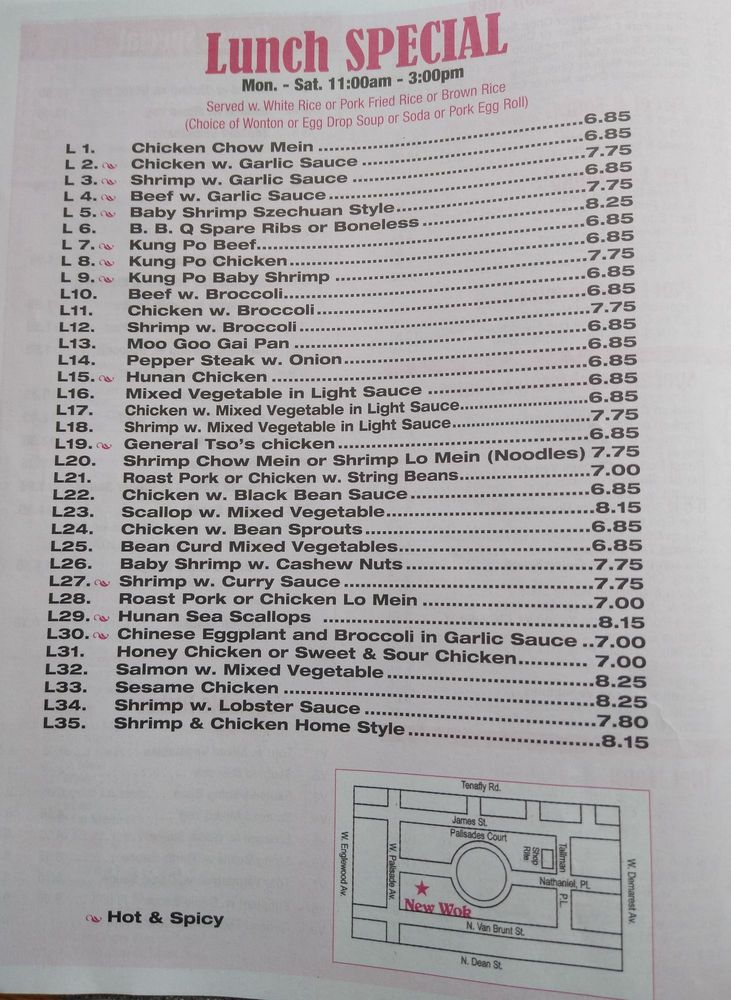 Lunch SPECIAL
Mon. - Sat. 11:00am - 3:00pm
Served w. White Rice or Pork Fried Rice or Brown Rice
(Choice of Wonton or Egg Drop Soup or Soda or Pork Egg Roll)
L 1. Chicken Chow Mein ........ 6.85
L 2. Chicken w. Garlic Sauce ........ 6.85
L 3. Shrimp w. Garlic Sauce ........ 7.75
L 4. Beef w. Garlic Sauce ........ 6.85
L 5. Baby Shrimp Szechuan Style ........ 7.75
L 6. B. B. Q Spare Ribs or Boneless ........ 8.25
L 7. Kung Po Beef ........ 6.85
L 8. Kung Po Chicken ........ 6.85
L 9. Kung Po Baby Shrimp ........ 7.75
L10. Beef w. Broccoli ........ 6.85
L11. Chicken w. Broccoli ........ 6.85
L12. Shrimp w. Broccoli ........ 7.75
L13. Moo Goo Gai Pan ........ 6.85
L14. Pepper Steak w. Onion ........ 6.85
L15. Hunan Chicken ........ 6.85
L16. Mixed Vegetable in Light Sauce ........ 6.85
L17. Chicken w. Mixed Vegetable in Light Sauce ........ 6.85
L18. Shrimp w. Mixed Vegetable in Light Sauce ........ 7.75
L19. General Tso's chicken ........ 6.85
L20. Shrimp Chow Mein or Shrimp Lo Mein (Noodles) 7.75
L21. Roast Pork or Chicken w. String Beans ........ 7.00
L22. Chicken w. Black Bean Sauce ........ 6.85
L23. Scallop w. Mixed Vegetable ........ 8.15
L24. Chicken w. Bean Sprouts ........ 6.85
L25. Bean Curd Mixed Vegetables ........ 6.85
L26. Baby Shrimp w. Cashew Nuts ........ 7.75
L27. Shrimp w. Curry Sauce ........ 7.75
L28. Roast Pork or Chicken Lo Mein ........ 7.00
L29. Hunan Sea Scallops ........ 8.15
L30. Chinese Eggplant and Broccoli in Garlic Sauce ..7.00
L31. Honey Chicken or Sweet & Sour Chicken ........ 7.00
L32. Salmon w. Mixed Vegetable ........ 8.25
L33. Sesame Chicken ........ 8.25
L34. Shrimp w. Lobster Sauce ........ 7.80
L35. Shrimp & Chicken Home Style ........ 8.15
Hot & Spicy
Tenafly Rd.
James St.
Palisades Court
Shop Rite
Tallman P.L.
W. Englewood Av.
W. Palisade Av.
Nathaniel, PL
W. Demarest Av.
New Wok
N. Van Brunt St.
N. Dean St.